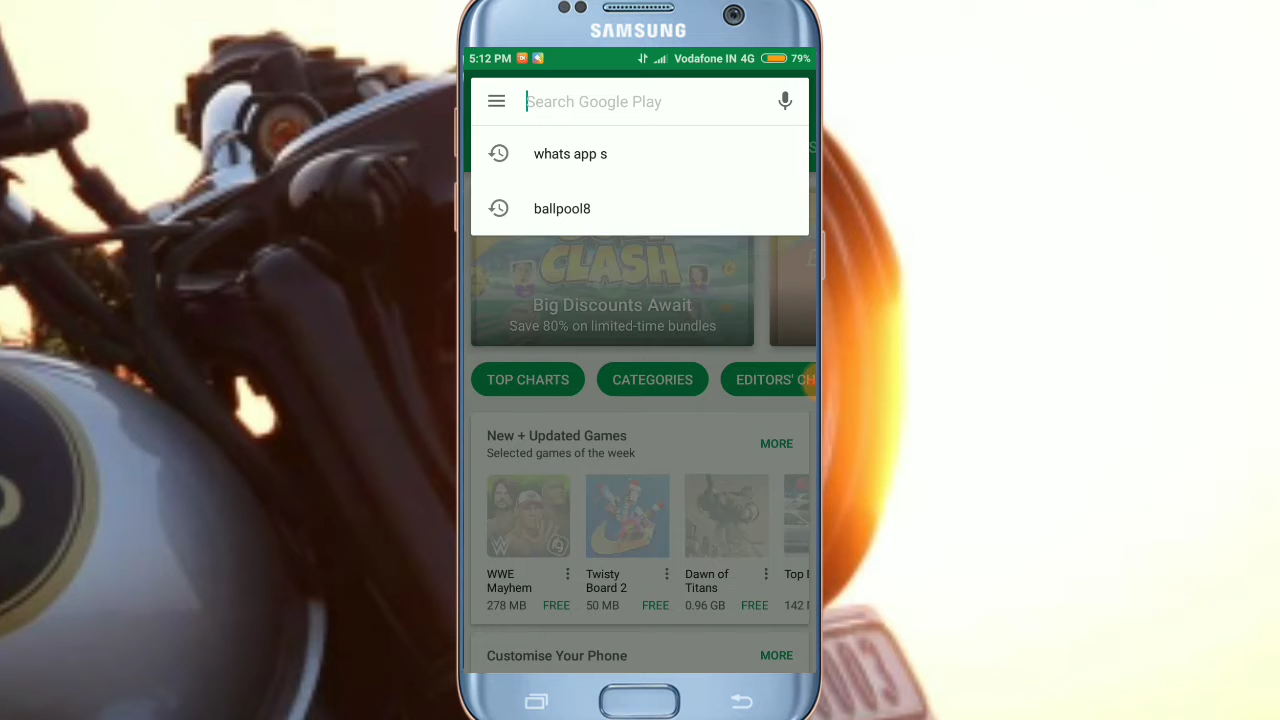 SAMSUNG
5:12 PM
Vodafone IN 4G 79%
Search Google Play
whats app s
ballpool8
CLASH
Big Discounts Await
Save 80% on limited-time bundles
TOP CHARTS
CATEGORIES
EDITORS' CH
New + Updated Games
MORE
Selected games of the week
WWE
Mayhem
278 MB FREE
Twisty
Board 2
50 MB FREE
Dawn of
Titans
0.96 GB FREE
Top
142
Customise Your Phone
MORE